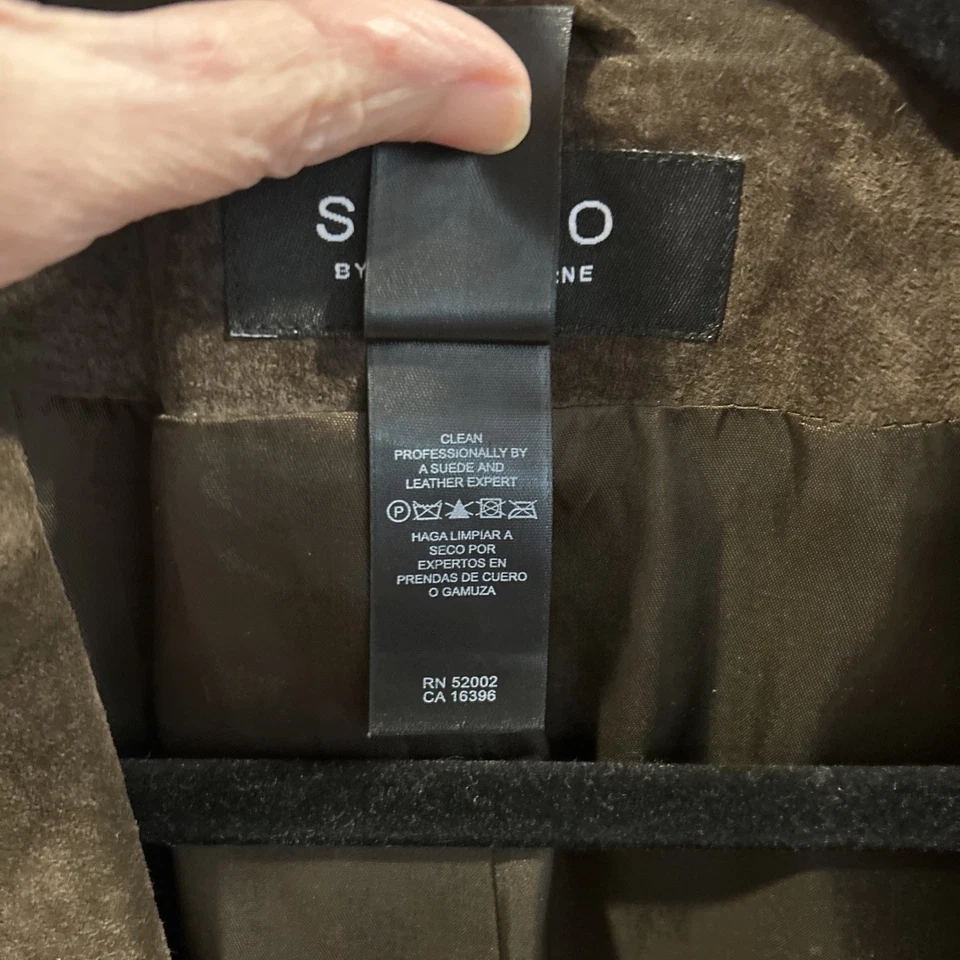 S O
BY NE
CLEAN
PROFESSIONALLY BY
A SUEDE AND
LEATHER EXPERT
P
HAGA LIMPIAR A
SECO POR
EXPERTOS EN
PRENDAS DE CUERO
O GAMUZA
RN 52002
CA 16396